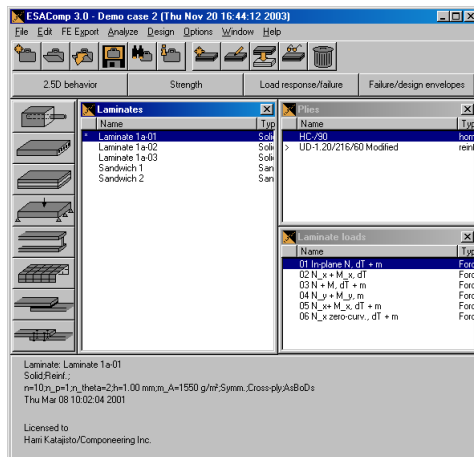 ESAComp 3.0 - Demo case 2 (Thu Nov 20 16:44:12 2003)
File Edit FE Export Analyze Design Options Window Help
2.5D behavior Strength Load response/failure Failure/design envelopes
Laminates
Name Typ
* Laminate 1a-01 Soli
Laminate 1a-02 Soli
Laminate 1a-03 Soli
Sandwich 1 San
Sandwich 2 San
Plies
Name Typ
HC-/90 hom
> UD-1.20/216/60 Modified reinf
Laminate loads
Name Typ
01 In-plane N, dT + m Forc
02 N_x + M_x, dT Forc
03 N + M, dT + m Forc
04 N_y + M_y, m Forc
05 N_x+ M_x, dT + m Forc
06 N_x zero-curv., dT + m Forc
Laminate: Laminate 1a-01
Solid;Reinf.;
n=10;n_p=1;n_theta=2;h=1.00 mm;m_A=1550 g/m²;Symm.;Cross-ply;AsBoDs
Thu Mar 08 10:02:04 2001
Licensed to
Harri Katajisto/Componeering Inc.